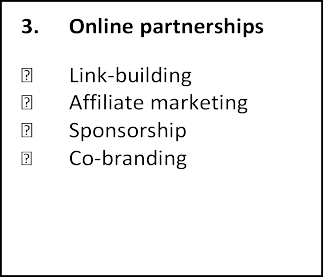 3. Online partnerships
⍰ Link-building
⍰ Affiliate marketing
⍰ Sponsorship
⍰ Co-branding